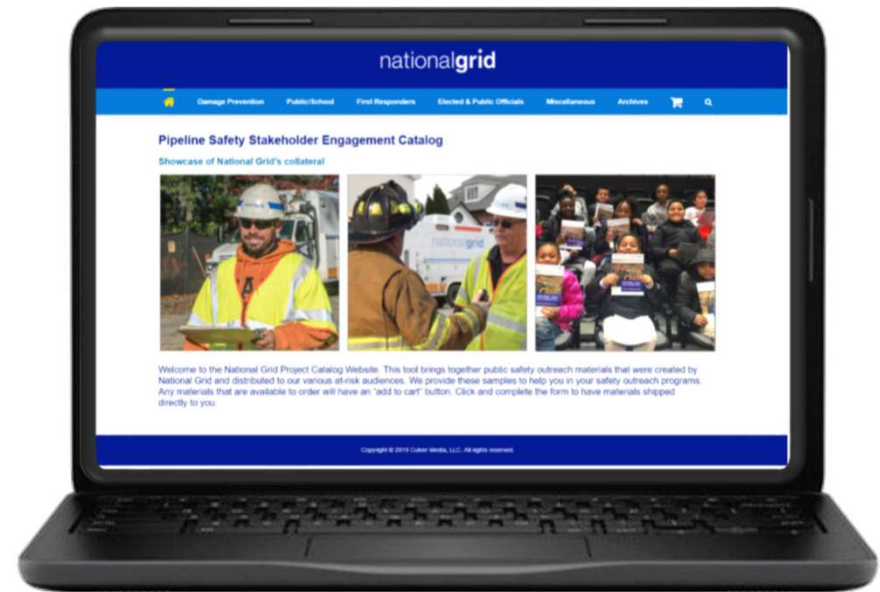 nationalgrid
Damage Prevention Public/School First Responders Elected & Public Officials Miscellaneous Archives
Pipeline Safety Stakeholder Engagement Catalog
Showcase of National Grid's collateral
nationalgrid
Welcome to the National Grid Project Catalog Website. This tool brings together public safety outreach materials that were created by
National Grid and distributed to our various at-risk audiences. We provide these samples to help you in your safety outreach programs.
Any materials that are available to order will have an "add to cart" button. Click and complete the form to have materials shipped
directly to you.
Copyright © 2019 Culver Media, LLC. All rights reserved.